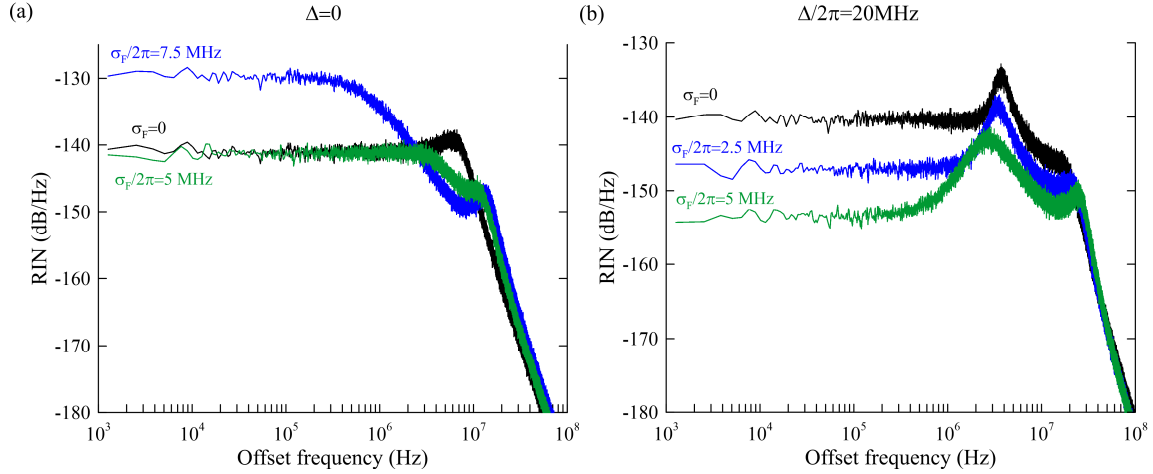 (a)
Δ=0
σF/2π=7.5 MHz
σF=0
σF/2π=5 MHz
RIN (dB/Hz)
-130
-140
-150
-160
-170
-180
10³ 10⁴ 10⁵ 10⁶ 10⁷ 10⁸
Offset frequency (Hz)
(b)
Δ/2π=20MHz
σF=0
σF/2π=2.5 MHz
σF/2π=5 MHz
RIN (dB/Hz)
-130
-140
-150
-160
-170
-180
10³ 10⁴ 10⁵ 10⁶ 10⁷ 10⁸
Offset frequency (Hz)